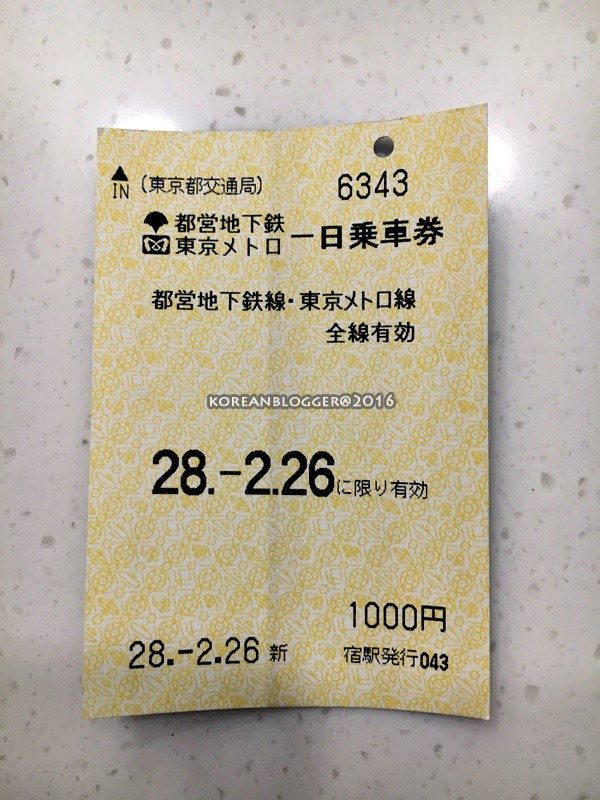 ▲
IN (東京都交通局) 6343
都営地下鉄
東京メトロ 一日乗車券
都営地下鉄線・東京メトロ線
全線有効
KOREANBLOGGER@2016
28.-2.26に限り有効
1000円
28.-2.26 新 宿駅発行043